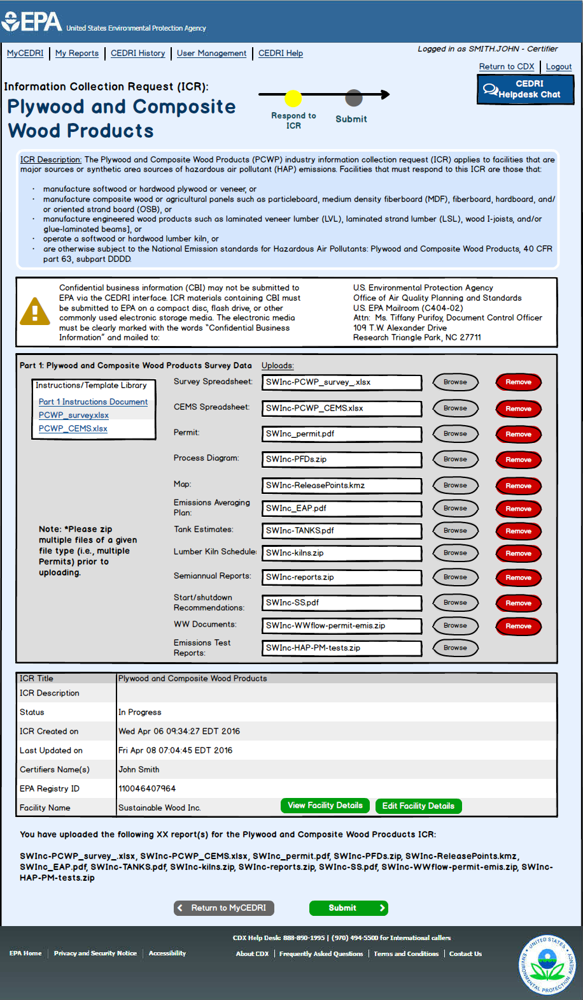 EPA United States Environmental Protection Agency
MyCEDRI My Reports CEDRI History User Management CEDRI Help
Logged in as SMITH.JOHN - Certifier
Return to CDX Logout
CEDRI
Helpdesk Chat
Information Collection Request (ICR):
Plywood and Composite
Wood Products
Respond to
ICR
Submit
ICR Description: The Plywood and Composite Wood Products (PCWP) industry information collection request (ICR) applies to facilities that are
major sources or synthetic area sources of hazardous air pollutant (HAP) emissions. Facilities that must respond to this ICR are those that:
· manufacture softwood or hardwood plywood or veneer, or
· manufacture composite wood or agricultural panels such as particleboard, medium density fiberboard (MDF), fiberboard, hardboard, and/
or oriented strand board (OSB), or
· manufacture engineered wood products such as laminated veneer lumber (LVL), laminated strand lumber (LSL), wood I-joists, and/or
glue-laminated beams], or
· operate a softwood or hardwood lumber kiln, or
· are otherwise subject to the National Emission standards for Hazardous Air Pollutants: Plywood and Composite Wood Products, 40 CFR
part 63, subpart DDDD.
Confidential business information (CBI) may not be submitted to
EPA via the CEDRI interface. ICR materials containing CBI must
be submitted to EPA on a compact disc, flash drive, or other
commonly used electronic storage media. The electronic media
must be clearly marked with the words "Confidential Business
Information" and mailed to:
U.S. Environmental Protection Agency
Office of Air Quality Planning and Standards
U.S. EPA Mailroom (C404-02)
Attn: Ms. Tiffany Purifoy, Document Control Officer
109 T.W. Alexander Drive
Research Triangle Park, NC 27711
Part 1: Plywood and Composite Wood Products Survey Data Uploads:
Instructions/Template Library
Part 1 Instructions Document
PCWP_survey.xlsx
PCWP_CEMS.xlsx
Note: *Please zip
multiple files of a given
file type (i.e., multiple
Permits) prior to
uploading.
Survey Spreadsheet: SWInc-PCWP_survey_.xlsx Browse Remove
CEMS Spreadsheet: SWInc-PCWP_CEMS.xlsx Browse Remove
Permit: SWInc_permit.pdf Browse Remove
Process Diagram: SWInc-PFDs.zip Browse Remove
Map: SWInc-ReleasePoints.kmz Browse Remove
Emissions Averaging
Plan: SWInc_EAP.pdf Browse Remove
Tank Estimates: SWInc-TANKS.pdf Browse Remove
Lumber Kiln Schedule: SWInc-kilns.zip Browse Remove
Semiannual Reports: SWInc-reports.zip Browse Remove
Start/shutdown
Recommendations: SWInc-SS.pdf Browse Remove
WW Documents: SWInc-WWflow-permit-emis.zip Browse Remove
Emissions Test
Reports: SWInc-HAP-PM-tests.zip Browse
ICR Title Plywood and Composite Wood Products
ICR Description
Status In Progress
ICR Created on Wed Apr 06 09:34:27 EDT 2016
Last Updated on Fri Apr 08 07:04:45 EDT 2016
Certifiers Name(s) John Smith
EPA Registry ID 110046407964
Facility Name Sustainable Wood Inc. View Facility Details Edit Facility Details
You have uploaded the following XX report(s) for the Plywood and Composite Wood Procducts ICR:
SWInc-PCWP_survey_.xlsx, SWInc-PCWP_CEMS.xlsx, SWInc_permit.pdf, SWInc-PFDs.zip, SWInc-ReleasePoints.kmz,
SWInc_EAP.pdf, SWInc-TANKS.pdf, SWInc-kilns.zip, SWInc-reports.zip, SWInc-SS.pdf, SWInc-WWflow-permit-emis.zip, SWInc-
HAP-PM-tests.zip
Return to MyCEDRI Submit
CDX Help Desk: 888-890-1995 | (970) 494-5500 for International callers
EPA Home Privacy and Security Notice Accessibility About CDX Frequently Asked Questions Terms and Conditions Contact Us
UNITED STATES
ENVIRONMENTAL PROTECTION AGENCY